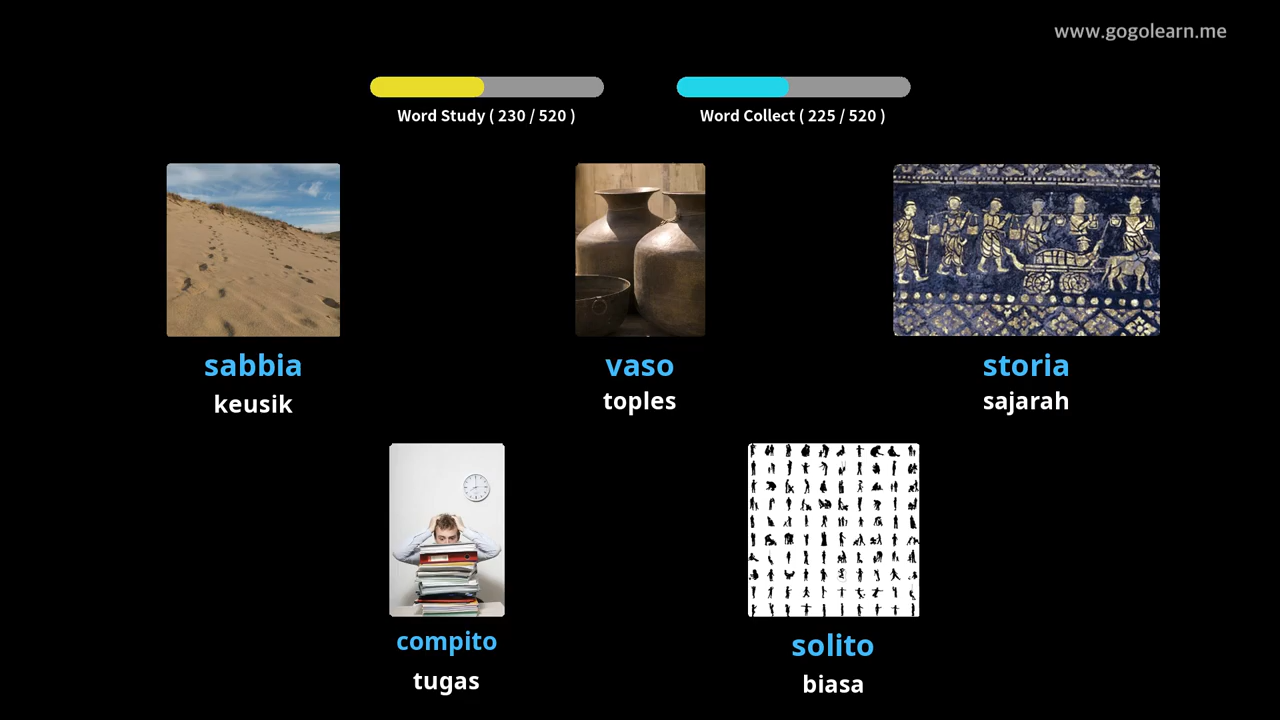 www.gogolearn.me
Word Study ( 230 / 520 )
Word Collect ( 225 / 520 )
sabbia
keusik
vaso
toples
storia
sajarah
compito
tugas
solito
biasa